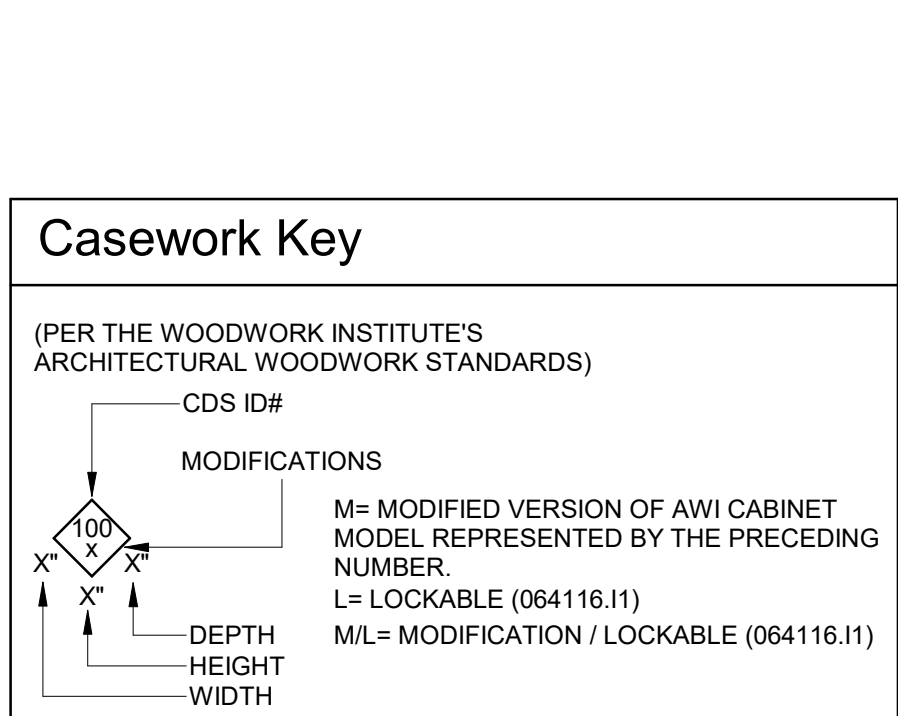 Casework Key
(PER THE WOODWORK INSTITUTE'S
ARCHITECTURAL WOODWORK STANDARDS)
CDS ID#
MODIFICATIONS
100
x
X"
X"
X"
M= MODIFIED VERSION OF AWI CABINET
MODEL REPRESENTED BY THE PRECEDING
NUMBER.
L= LOCKABLE (064116.I1)
M/L= MODIFICATION / LOCKABLE (064116.I1)
DEPTH
HEIGHT
WIDTH